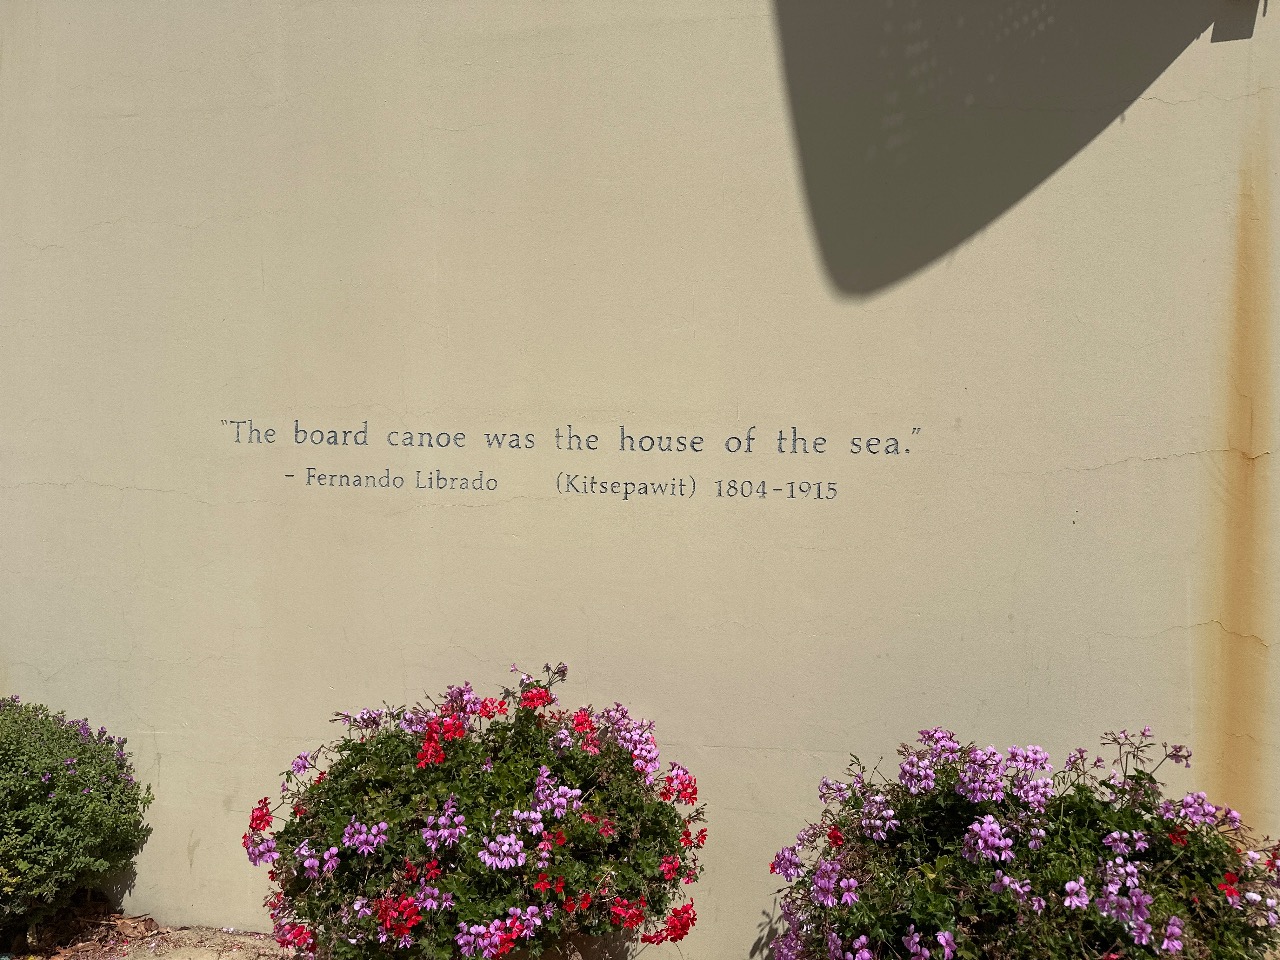 "The board canoe was the house of the sea."
- Fernando Librado (Kitsepawit) 1804-1915